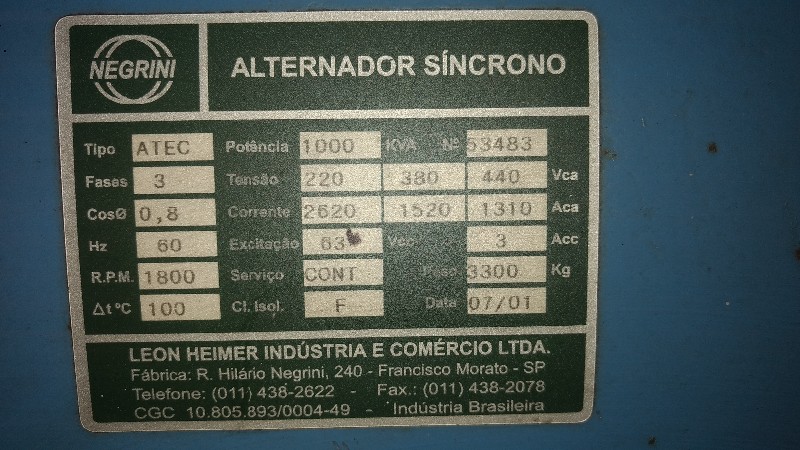 NEGRINI
ALTERNADOR SÍNCRONO
Tipo ATEC Potência 1000 KVA Nº 53483
Fases 3 Tensão 220 380 440 Vca
CosØ 0,8 Corrente 2620 1520 1310 Aca
Hz 60 Excitação 63 Vcc 3 Acc
R.P.M. 1800 Serviço CONT Peso 3300 Kg
Δt ºC 100 Cl. Isol. F Data 07/01
LEON HEIMER INDÚSTRIA E COMÉRCIO LTDA.
Fábrica: R. Hilário Negrini, 240 - Francisco Morato - SP
Telefone: (011) 438-2622 - Fax.: (011) 438-2078
CGC 10.805.893/0004-49 - Indústria Brasileira